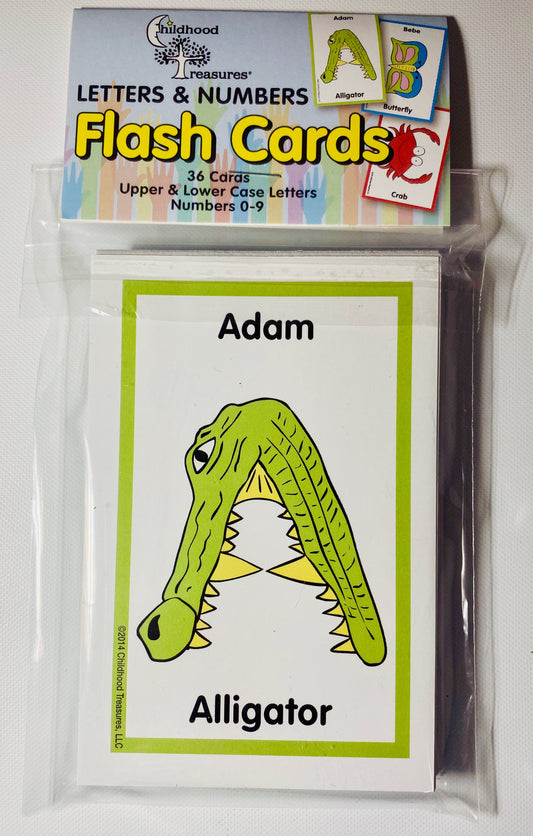 Childhood
Treasures®
LETTERS & NUMBERS
Flash Cards
36 Cards
Upper & Lower Case Letters
Numbers 0-9
Adam
Alligator
Bebe
Butterfly
Crab
Adam
Alligator
©2014 Childhood Treasures, LLC